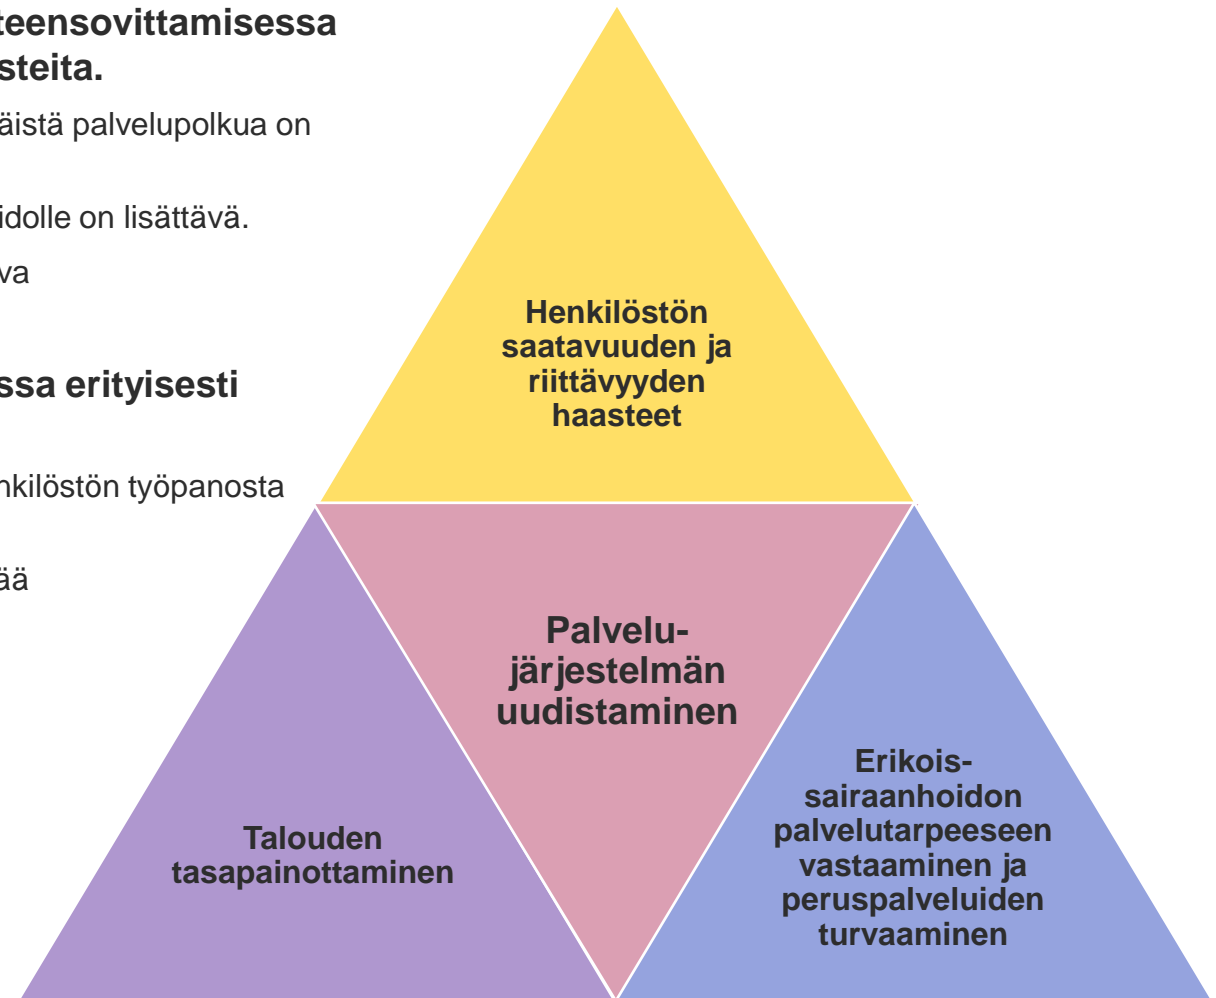 teensovittamisessa
steita.
äistä palvelupolkua on
idolle on lisättävä.
va
ssa erityisesti
nkilöstön työpanosta
ää
Henkilöstön
saatavuuden ja
riittävyyden
haasteet
Palvelu-
järjestelmän
uudistaminen
Talouden
tasapainottaminen
Erikois-
sairaanhoidon
palvelutarpeeseen
vastaaminen ja
peruspalveluiden
turvaaminen